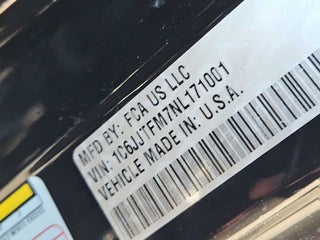 MFD BY: FCA US LLC
VIN: 1C6JJTFM7NL171001
VEHICLE MADE IN: U.S.A.